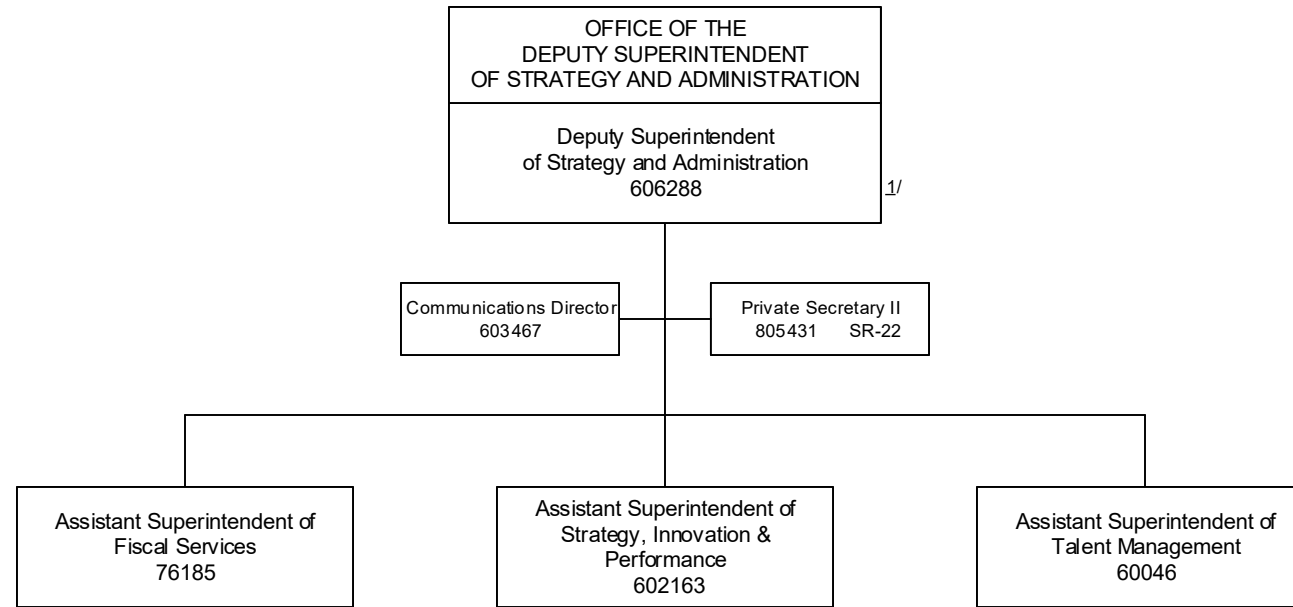 OFFICE OF THE
DEPUTY SUPERINTENDENT
OF STRATEGY AND ADMINISTRATION
Deputy Superintendent
of Strategy and Administration
606288
1/
Communications Director
603467
Private Secretary II
805431 SR-22
Assistant Superintendent of
Fiscal Services
76185
Assistant Superintendent of
Strategy, Innovation &
Performance
602163
Assistant Superintendent of
Talent Management
60046